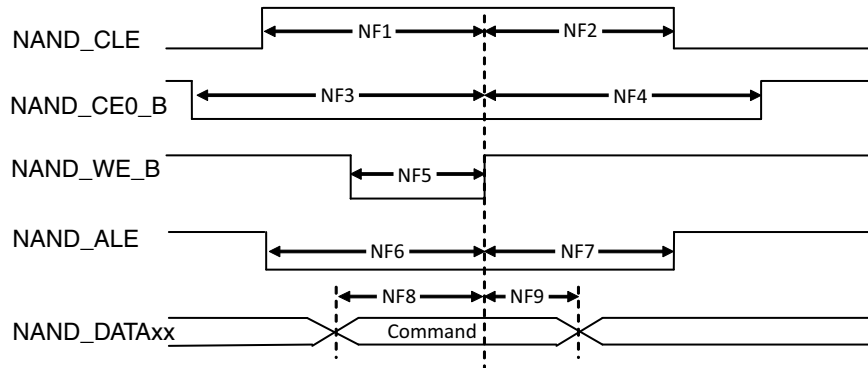 NAND_CLE NF1 NF2
NAND_CE0_B NF3 NF4
NAND_WE_B NF5
NAND_ALE NF6 NF7
NF8 NF9
NAND_DATAxx Command